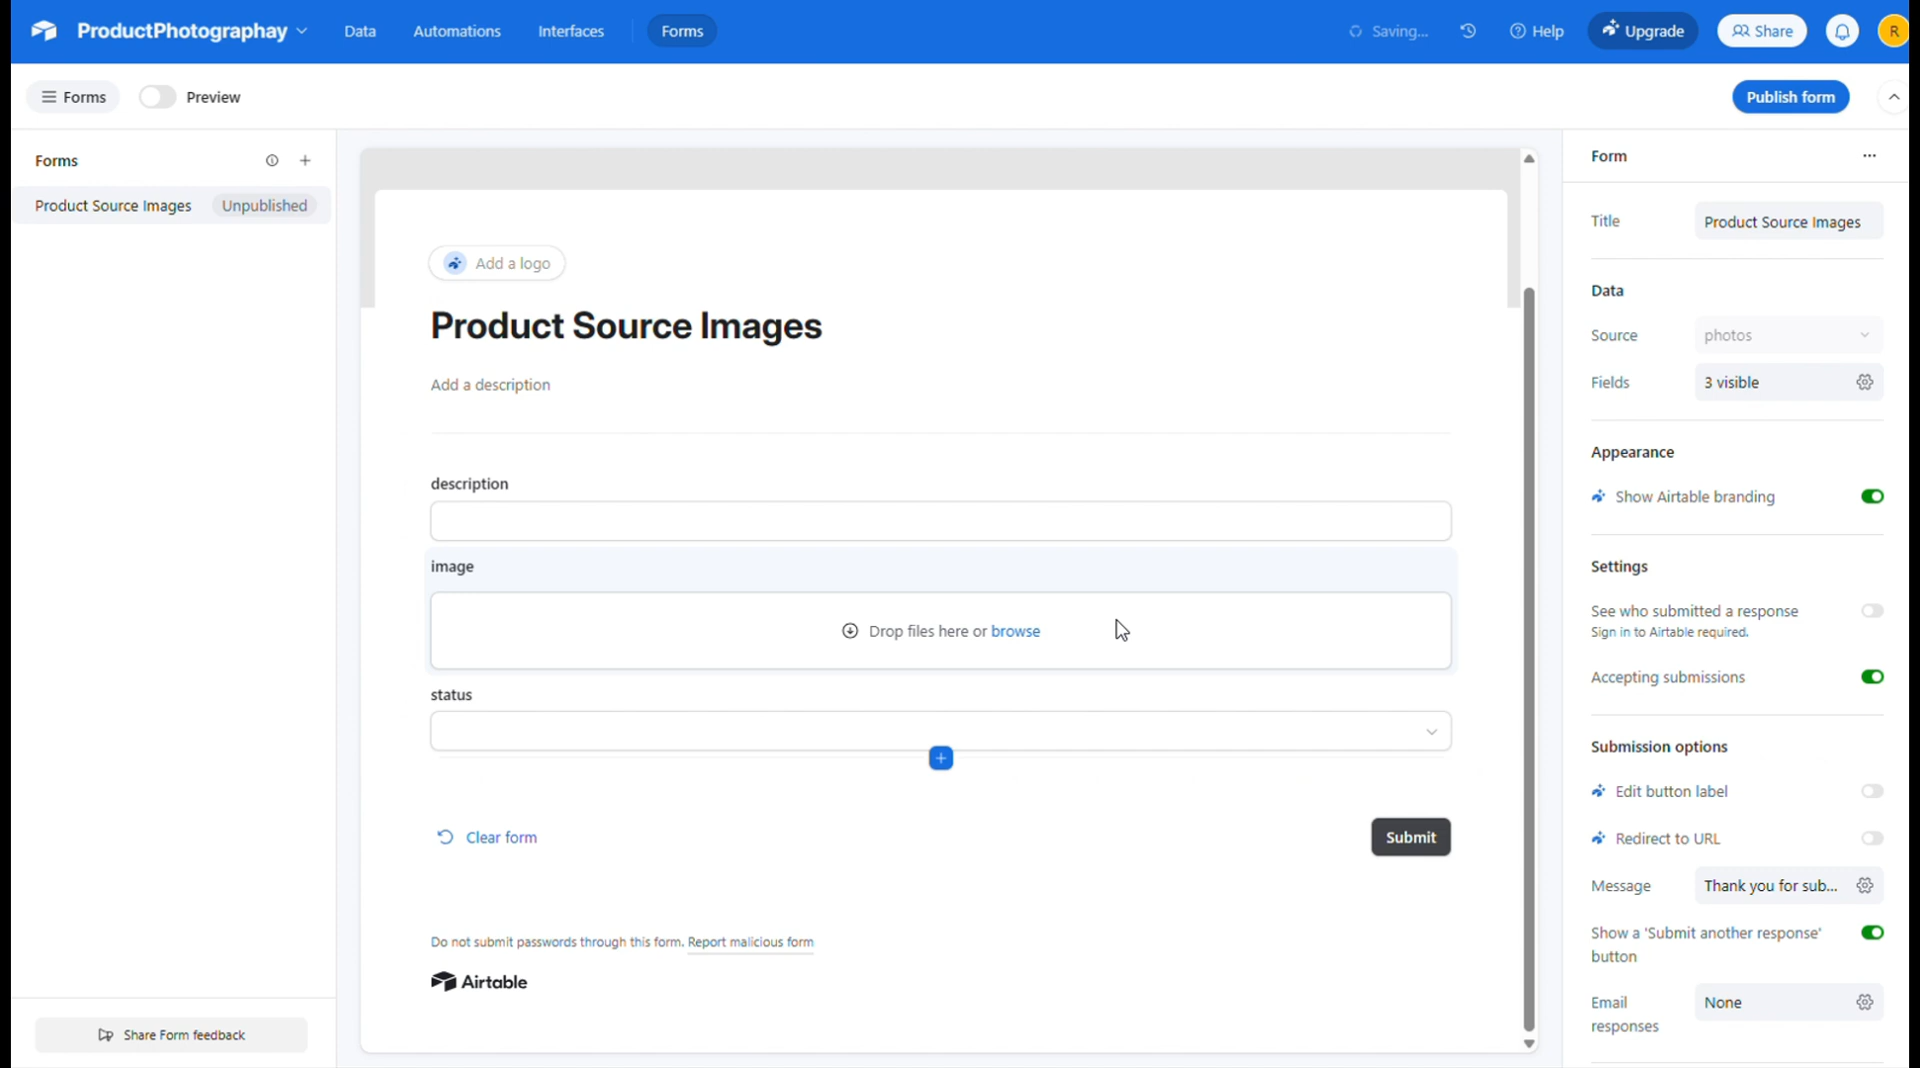 ProductPhotographay
Data
Automations
Interfaces
Forms
Saving...
Help
Upgrade
Share
R
Forms
Preview
Publish form
Forms
Product Source Images
Unpublished
Share Form feedback
Add a logo
Product Source Images
Add a description
description
image
Drop files here or browse
status
Clear form
Submit
Do not submit passwords through this form. Report malicious form
Airtable
Form
Title
Product Source Images
Data
Source
photos
Fields
3 visible
Appearance
Show Airtable branding
Settings
See who submitted a response
Sign in to Airtable required.
Accepting submissions
Submission options
Edit button label
Redirect to URL
Message
Thank you for sub...
Show a 'Submit another response'
button
Email
responses
None